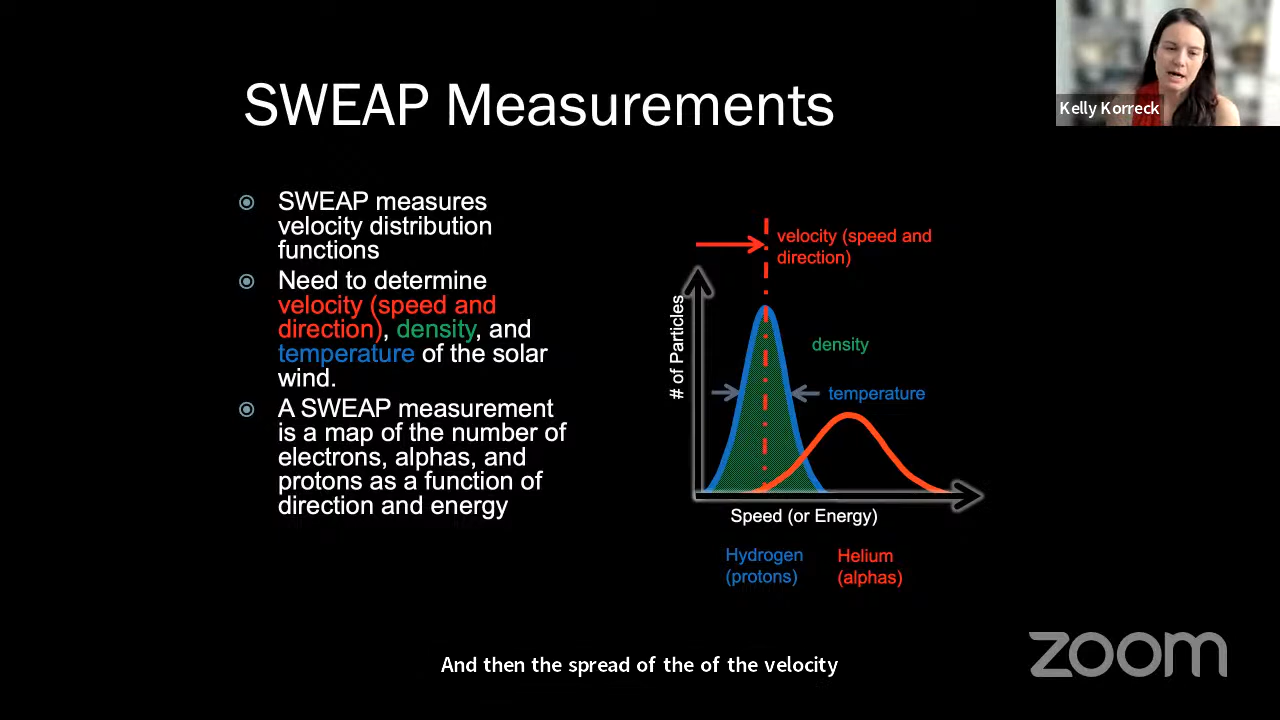 SWEAP Measurements
Kelly Korreck
SWEAP measures
velocity distribution
functions
Need to determine
velocity (speed and
direction), density, and
temperature of the solar
wind.
A SWEAP measurement
is a map of the number of
electrons, alphas, and
protons as a function of
direction and energy
velocity (speed and
direction)
# of Particles
density
temperature
Speed (or Energy)
Hydrogen
(protons)
Helium
(alphas)
And then the spread of the of the velocity
zoom